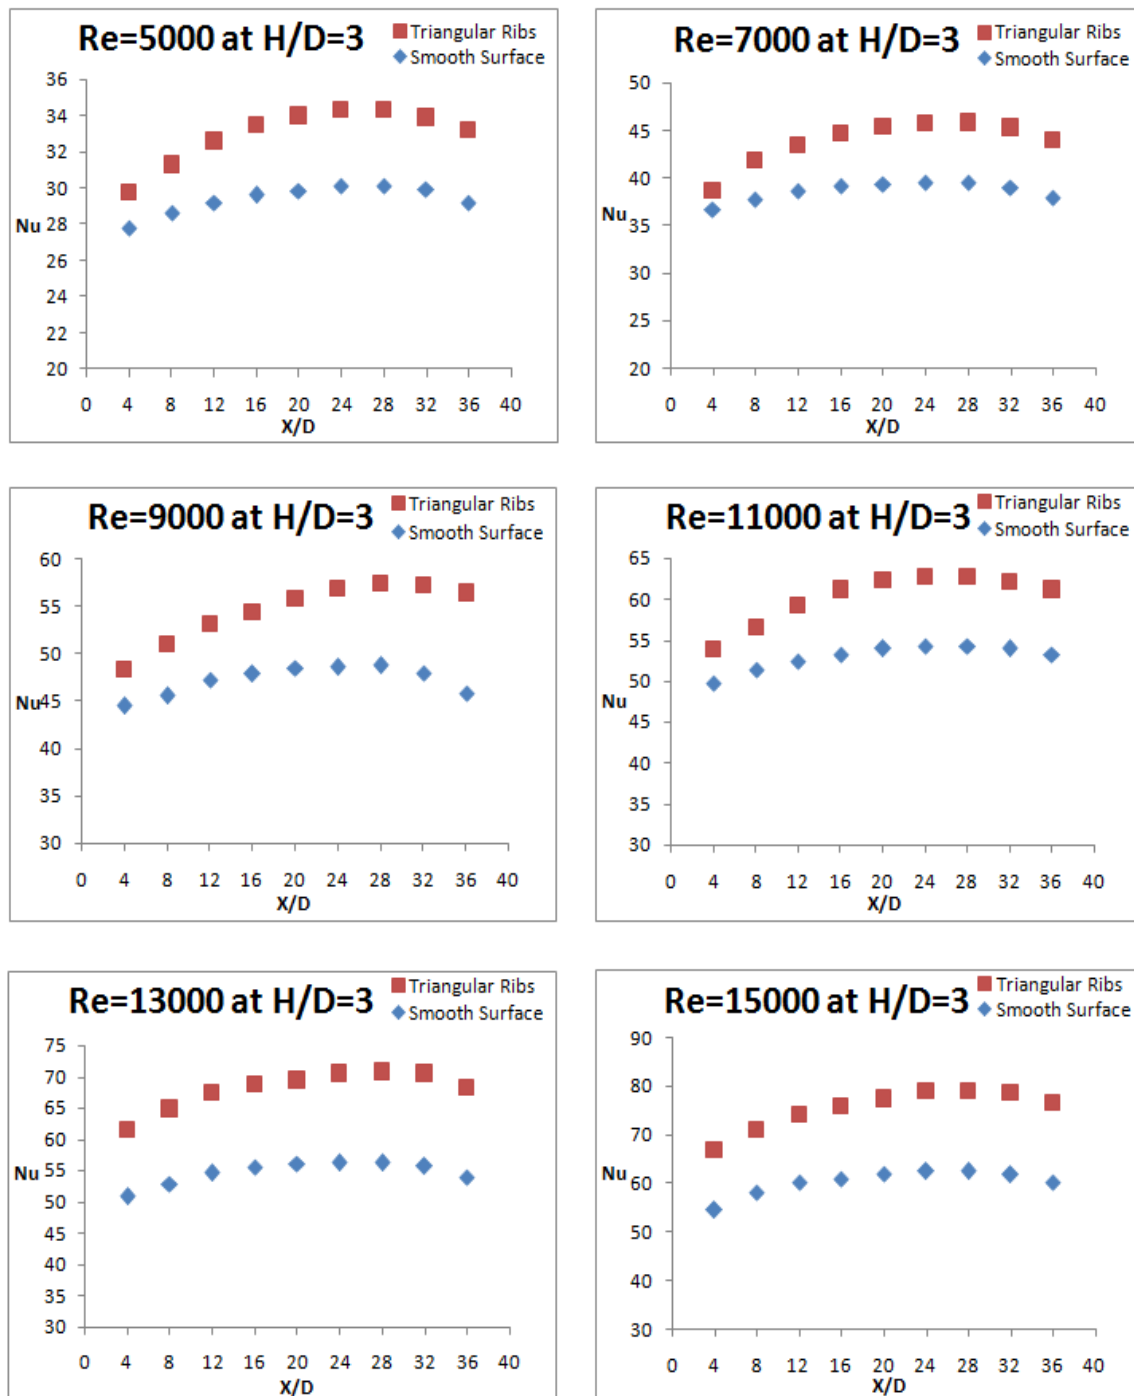 Re=5000 at H/D=3
Triangular Ribs
Smooth Surface
36
34
32
30
28
26
24
22
20
Nu
0 4 8 12 16 20 24 28 32 36 40
X/D
Re=7000 at H/D=3
Triangular Ribs
Smooth Surface
50
45
40
35
30
25
20
Nu
0 4 8 12 16 20 24 28 32 36 40
X/D
Re=9000 at H/D=3
Triangular Ribs
Smooth Surface
60
55
50
45
40
35
30
Nu
0 4 8 12 16 20 24 28 32 36 40
X/D
Re=11000 at H/D=3
Triangular Ribs
Smooth Surface
65
60
55
50
45
40
35
30
Nu
0 4 8 12 16 20 24 28 32 36 40
X/D
Re=13000 at H/D=3
Triangular Ribs
Smooth Surface
75
70
65
60
55
50
45
40
35
30
Nu
0 4 8 12 16 20 24 28 32 36 40
X/D
Re=15000 at H/D=3
Triangular Ribs
Smooth Surface
90
80
70
60
50
40
30
Nu
0 4 8 12 16 20 24 28 32 36 40
X/D